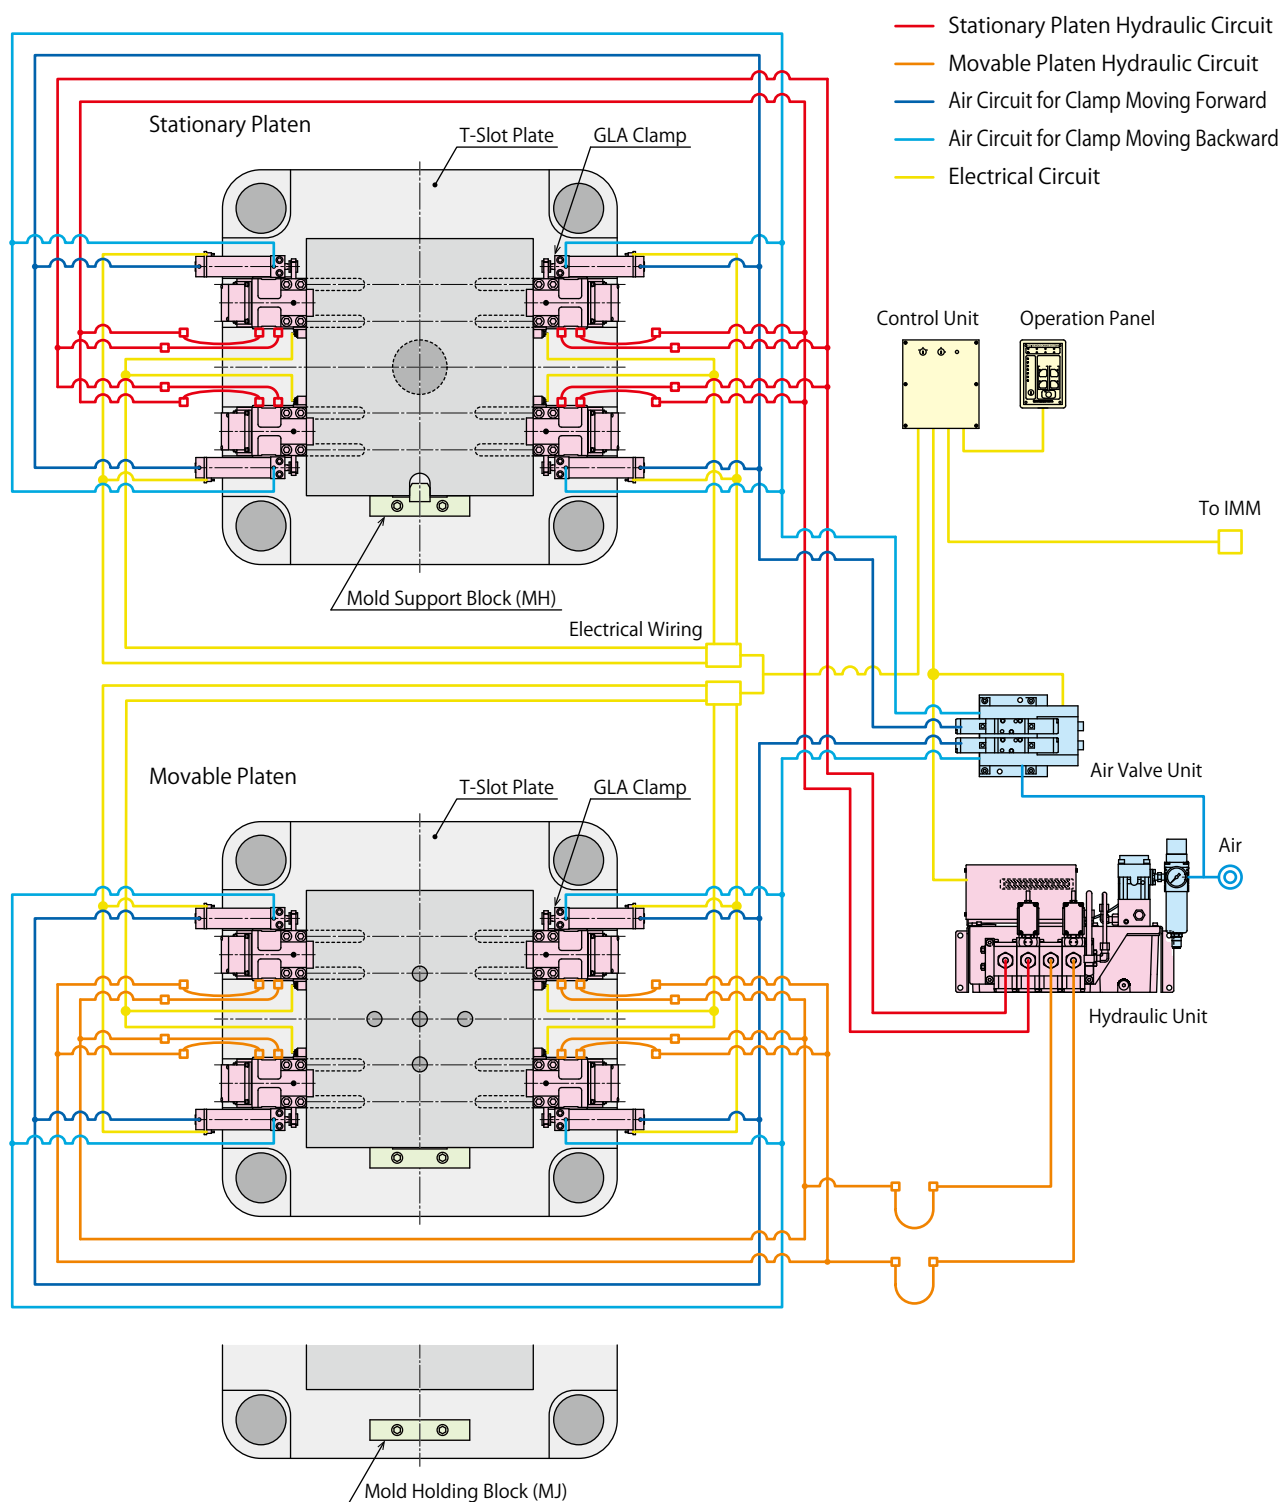 Stationary Platen Hydraulic Circuit
Movable Platen Hydraulic Circuit
Air Circuit for Clamp Moving Forward
Air Circuit for Clamp Moving Backward
Electrical Circuit
Stationary Platen
T-Slot Plate
GLA Clamp
Control Unit
Operation Panel
To IMM
Mold Support Block (MH)
Electrical Wiring
Air Valve Unit
Movable Platen
T-Slot Plate
GLA Clamp
Air
Hydraulic Unit
Mold Holding Block (MJ)